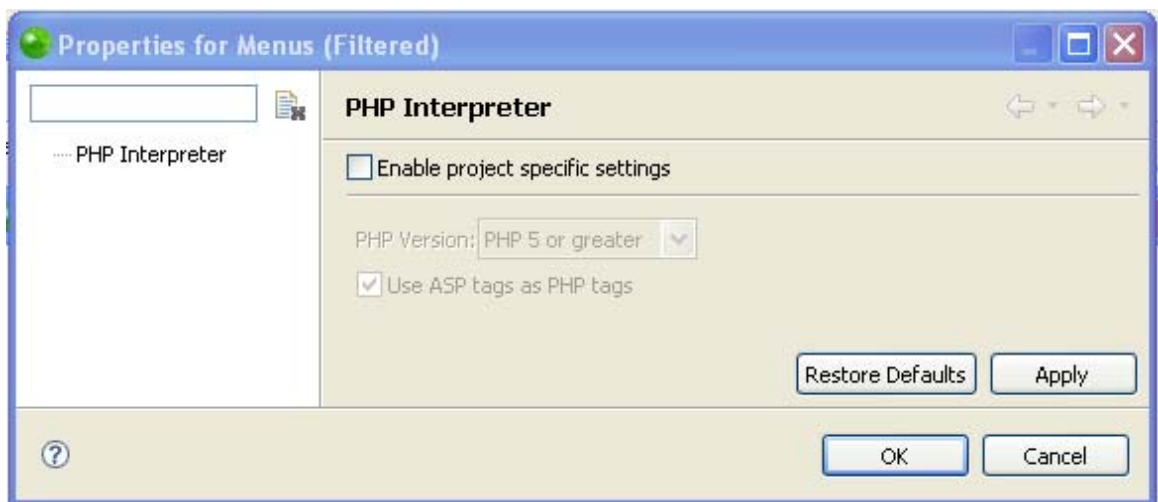 Properties for Menus (Filtered)
PHP Interpreter
PHP Interpreter
Enable project specific settings
PHP Version: PHP 5 or greater
Use ASP tags as PHP tags
Restore Defaults Apply
? OK Cancel